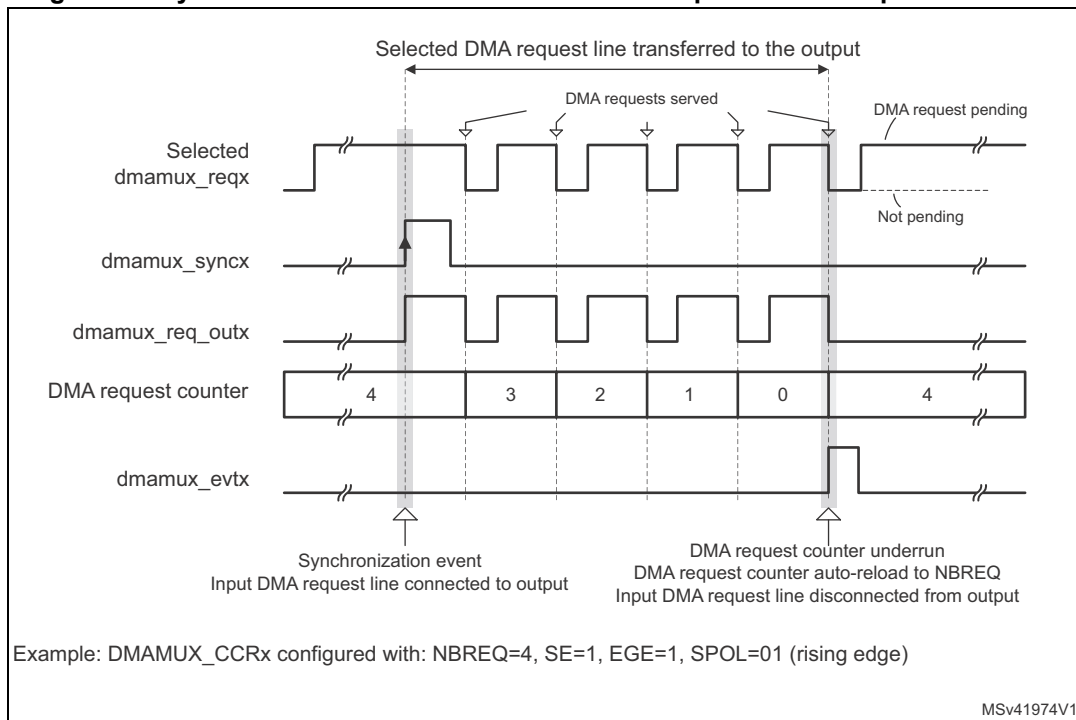 Selected DMA request line transferred to the output
DMA requests served
DMA request pending
Selected
dmamux_reqx
Not pending
dmamux_syncx
dmamux_req_outx
DMA request counter
4
3
2
1
0
4
dmamux_evtx
Synchronization event
Input DMA request line connected to output
DMA request counter underrun
DMA request counter auto-reload to NBREQ
Input DMA request line disconnected from output
Example: DMAMUX_CCRx configured with: NBREQ=4, SE=1, EGE=1, SPOL=01 (rising edge)
MSv41974V1